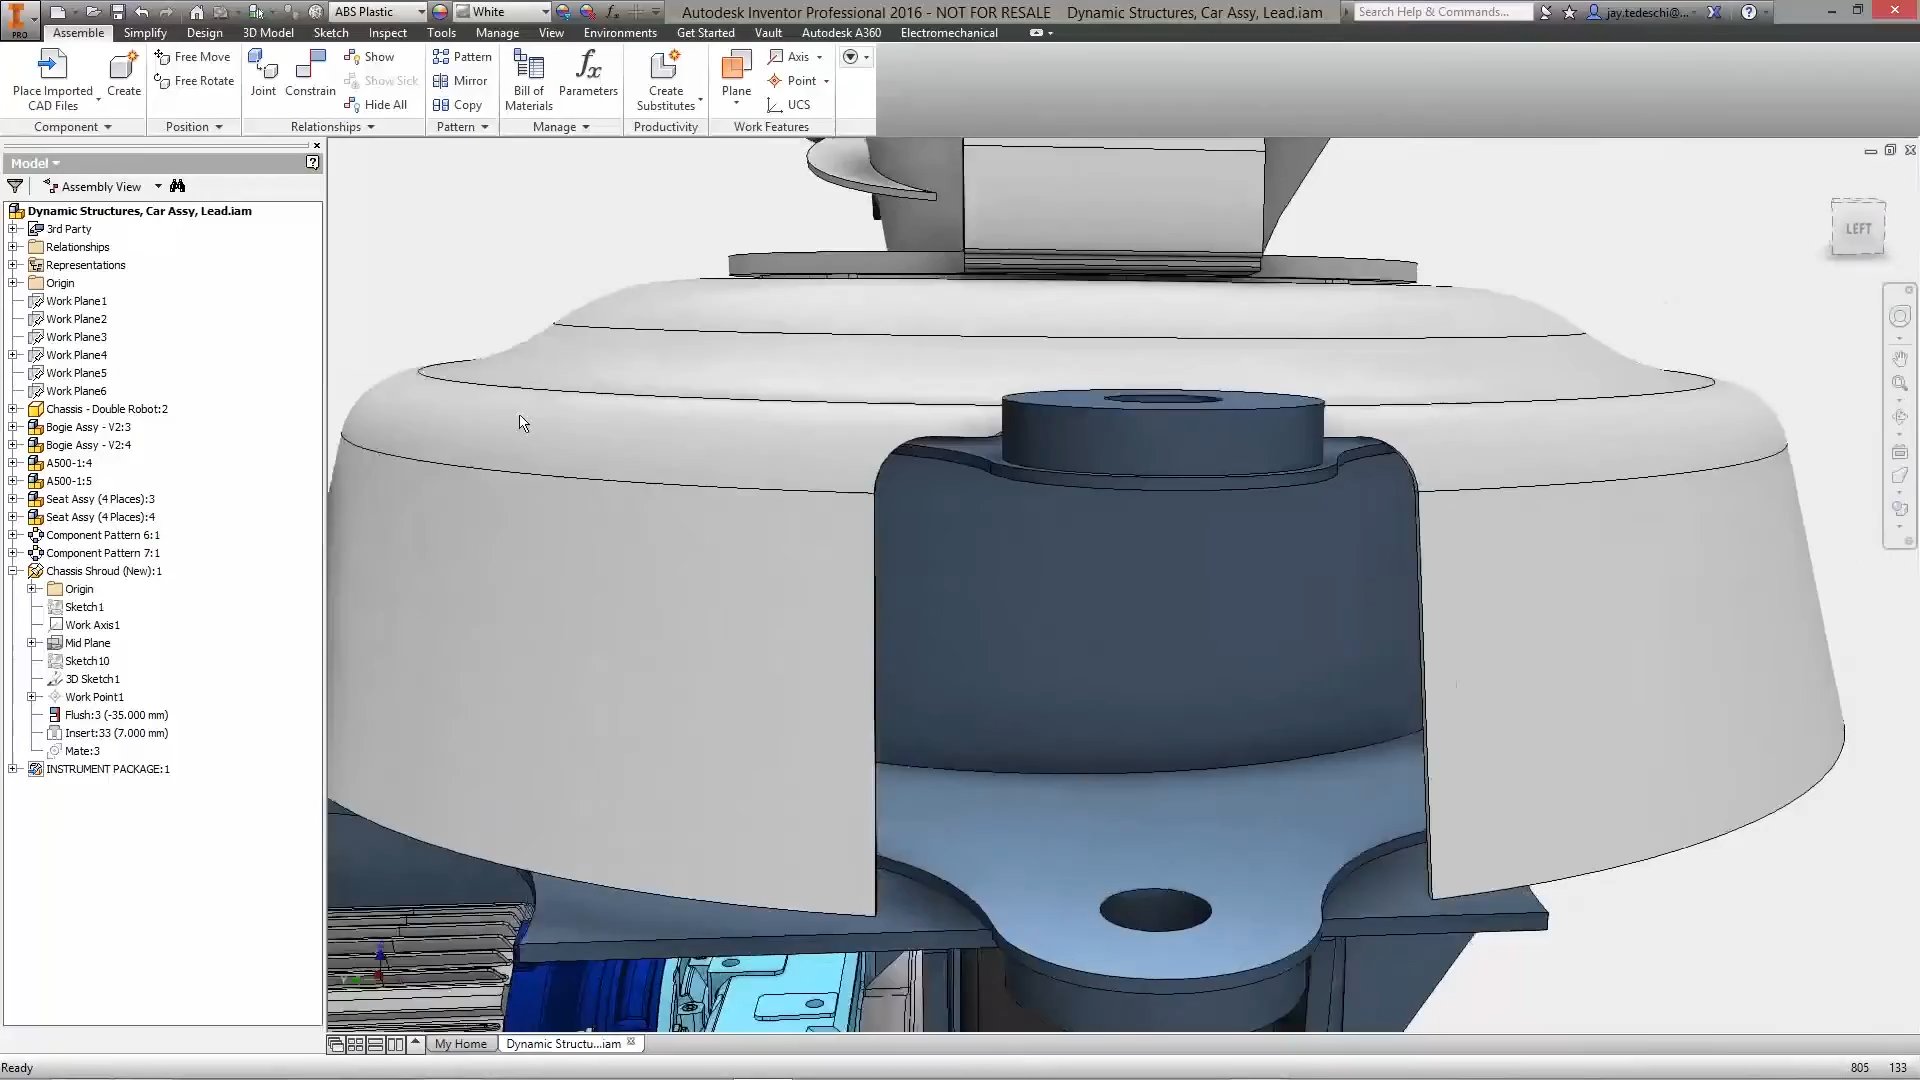 ABS Plastic
White
Autodesk Inventor Professional 2016 - NOT FOR RESALE Dynamic Structures, Car Assy, Lead.iam
Search Help & Commands...
jay.tedeschi@...
PRO
Assemble Simplify Design 3D Model Sketch Inspect Tools Manage View Environments Get Started Vault Autodesk A360 Electromechanical
Place Imported CAD Files
Create
Free Move
Free Rotate
Joint
Constrain
Show
Show Sick
Hide All
Pattern
Mirror
Copy
Bill of Materials
fx
Parameters
Create Substitutes
Plane
Axis
Point
UCS
Component
Position
Relationships
Pattern
Manage
Productivity
Work Features
Model
Assembly View
Dynamic Structures, Car Assy, Lead.iam
3rd Party
Relationships
Representations
Origin
Work Plane1
Work Plane2
Work Plane3
Work Plane4
Work Plane5
Work Plane6
Chassis - Double Robot:2
Bogie Assy - V2:3
Bogie Assy - V2:4
A500-1:4
A500-1:5
Seat Assy (4 Places):3
Seat Assy (4 Places):4
Component Pattern 6:1
Component Pattern 7:1
Chassis Shroud (New):1
Origin
Sketch1
Work Axis1
Mid Plane
Sketch10
3D Sketch1
Work Point1
Flush:3 (-35.000 mm)
Insert:33 (7.000 mm)
Mate:3
INSTRUMENT PACKAGE:1
LEFT
My Home
Dynamic Structu...iam
Ready
805 133